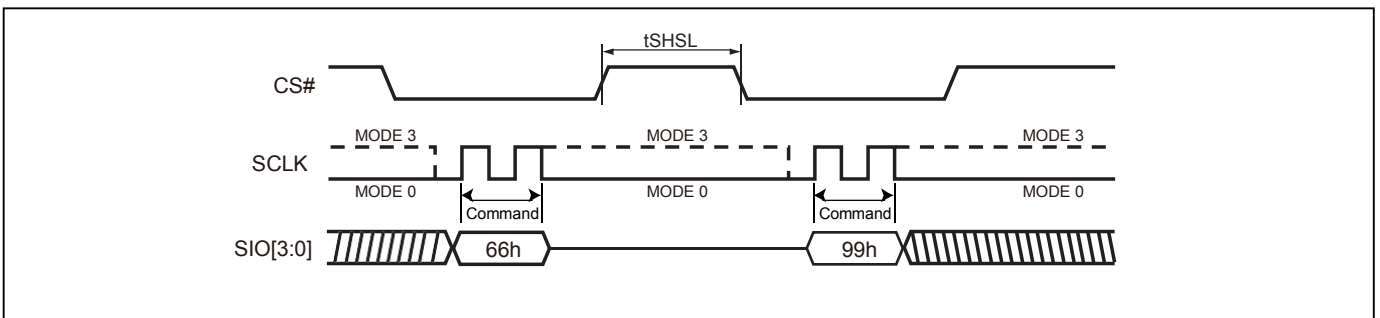 tSHSL
CS#
MODE 3 MODE 3 MODE 3
SCLK
MODE 0 MODE 0 MODE 0
Command Command
SIO[3:0] 66h 99h